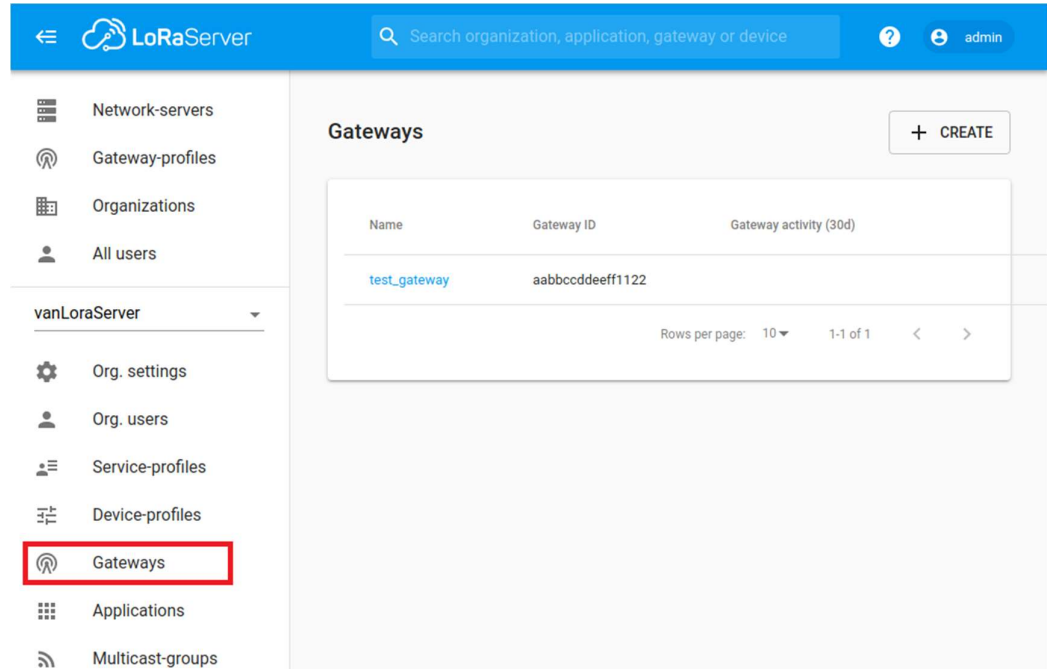 LoRaServer
Search organization, application, gateway or device
? admin
Network-servers
Gateway-profiles
Organizations
All users
vanLoraServer
Org. settings
Org. users
Service-profiles
Device-profiles
Gateways
Applications
Multicast-groups
Gateways
+ CREATE
Name Gateway ID Gateway activity (30d)
test_gateway aabbccddeeff1122
Rows per page: 10 1-1 of 1 < >